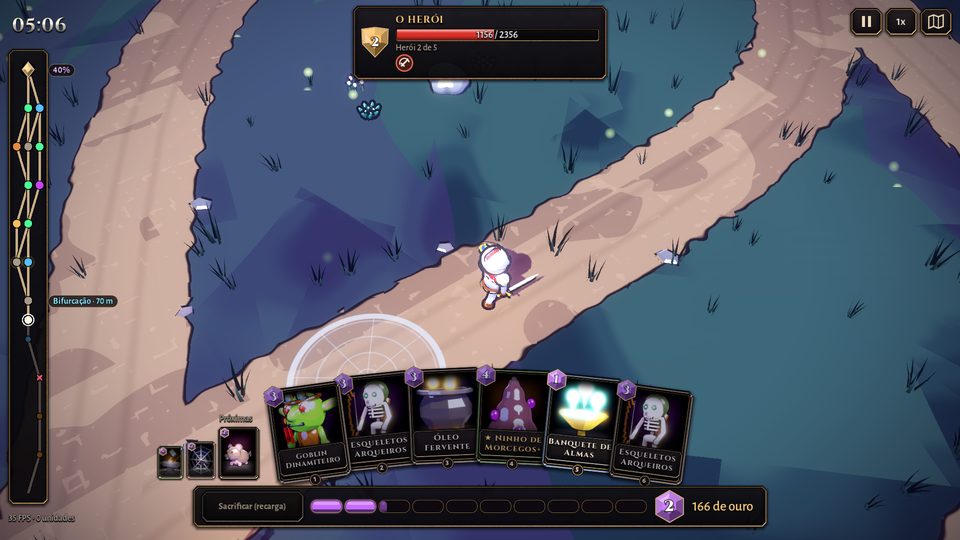 05:06
O HERÓI
2
1156 / 2356
Herói 2 de 5
1x
40%
Bifurcação · 70 m
Próximas
3
GOBLIN
DINAMITEIRO
1
3
ESQUELETOS
ARQUEIROS
2
3
ÓLEO
FERVENTE
3
4
★ NINHO DE
MORCEGOS+
4
1
BANQUETE DE
ALMAS
5
3
ESQUELETOS
ARQUEIROS
6
Sacrificar (recarga)
2
166 de ouro
35 FPS · 0 unidades